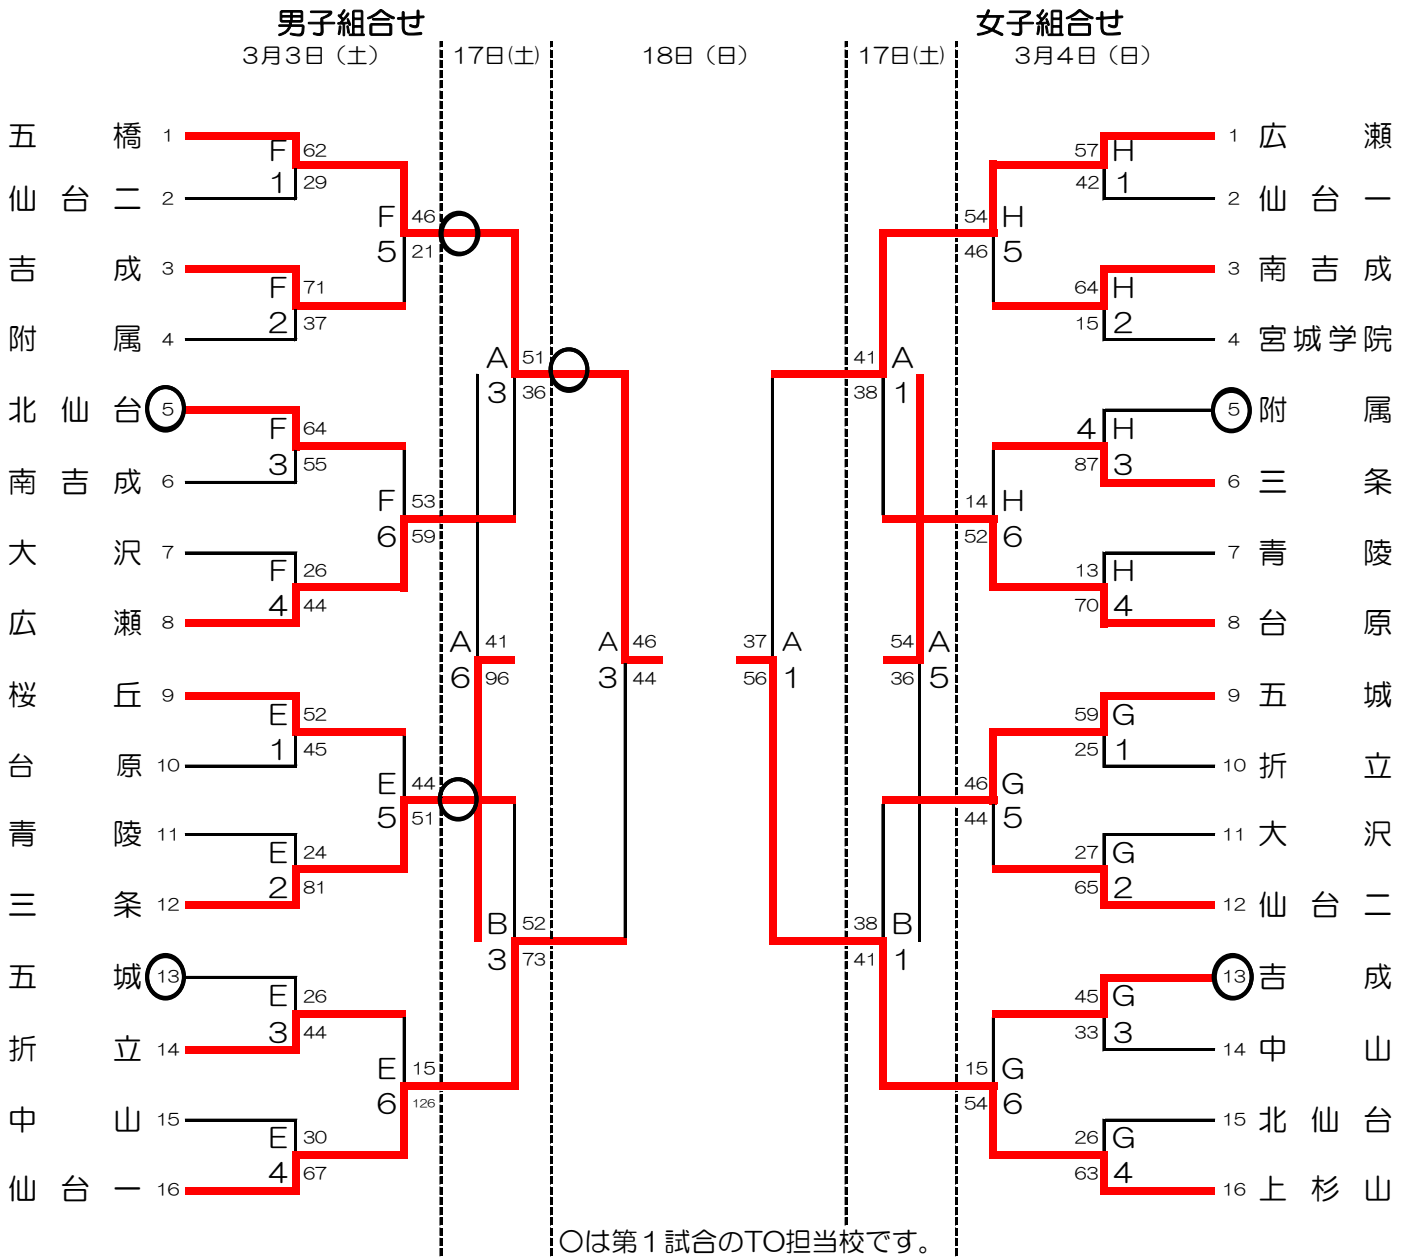 男子組合せ 女子組合せ
3月3日（土） 17日(土) 18日（日） 17日(土) 3月4日（日）
五橋 1 1 広瀬
F 62 57 H
1 29 42 1
仙台二 2 2 仙台一
F 46 54 H
5 21 46 5
吉成 3 3 南吉成
F 71 64 H
2 37 15 2
附属 4 4 宮城学院
A 51 41 A
3 36 38 1
北仙台 5 5 附属
F 64 4 H
3 55 87 3
南吉成 6 6 三条
F 53 14 H
6 59 52 6
大沢 7 7 青陵
F 26 13 H
4 44 70 4
広瀬 8 8 台原
A 41 A 46 37 A 54 A
6 96 3 44 56 1 36 5
桜丘 9 9 五城
E 52 59 G
1 45 25 1
台原 10 10 折立
E 44 46 G
5 51 44 5
青陵 11 11 大沢
E 24 27 G
2 81 65 2
三条 12 12 仙台二
B 52 38 B
3 73 41 1
五城 13 13 吉成
E 26 45 G
3 44 33 3
折立 14 14 中山
E 15 15 G
6 126 54 6
中山 15 15 北仙台
E 30 26 G
4 67 63 4
仙台一 16 16 上杉山
〇は第１試合のTO担当校です。